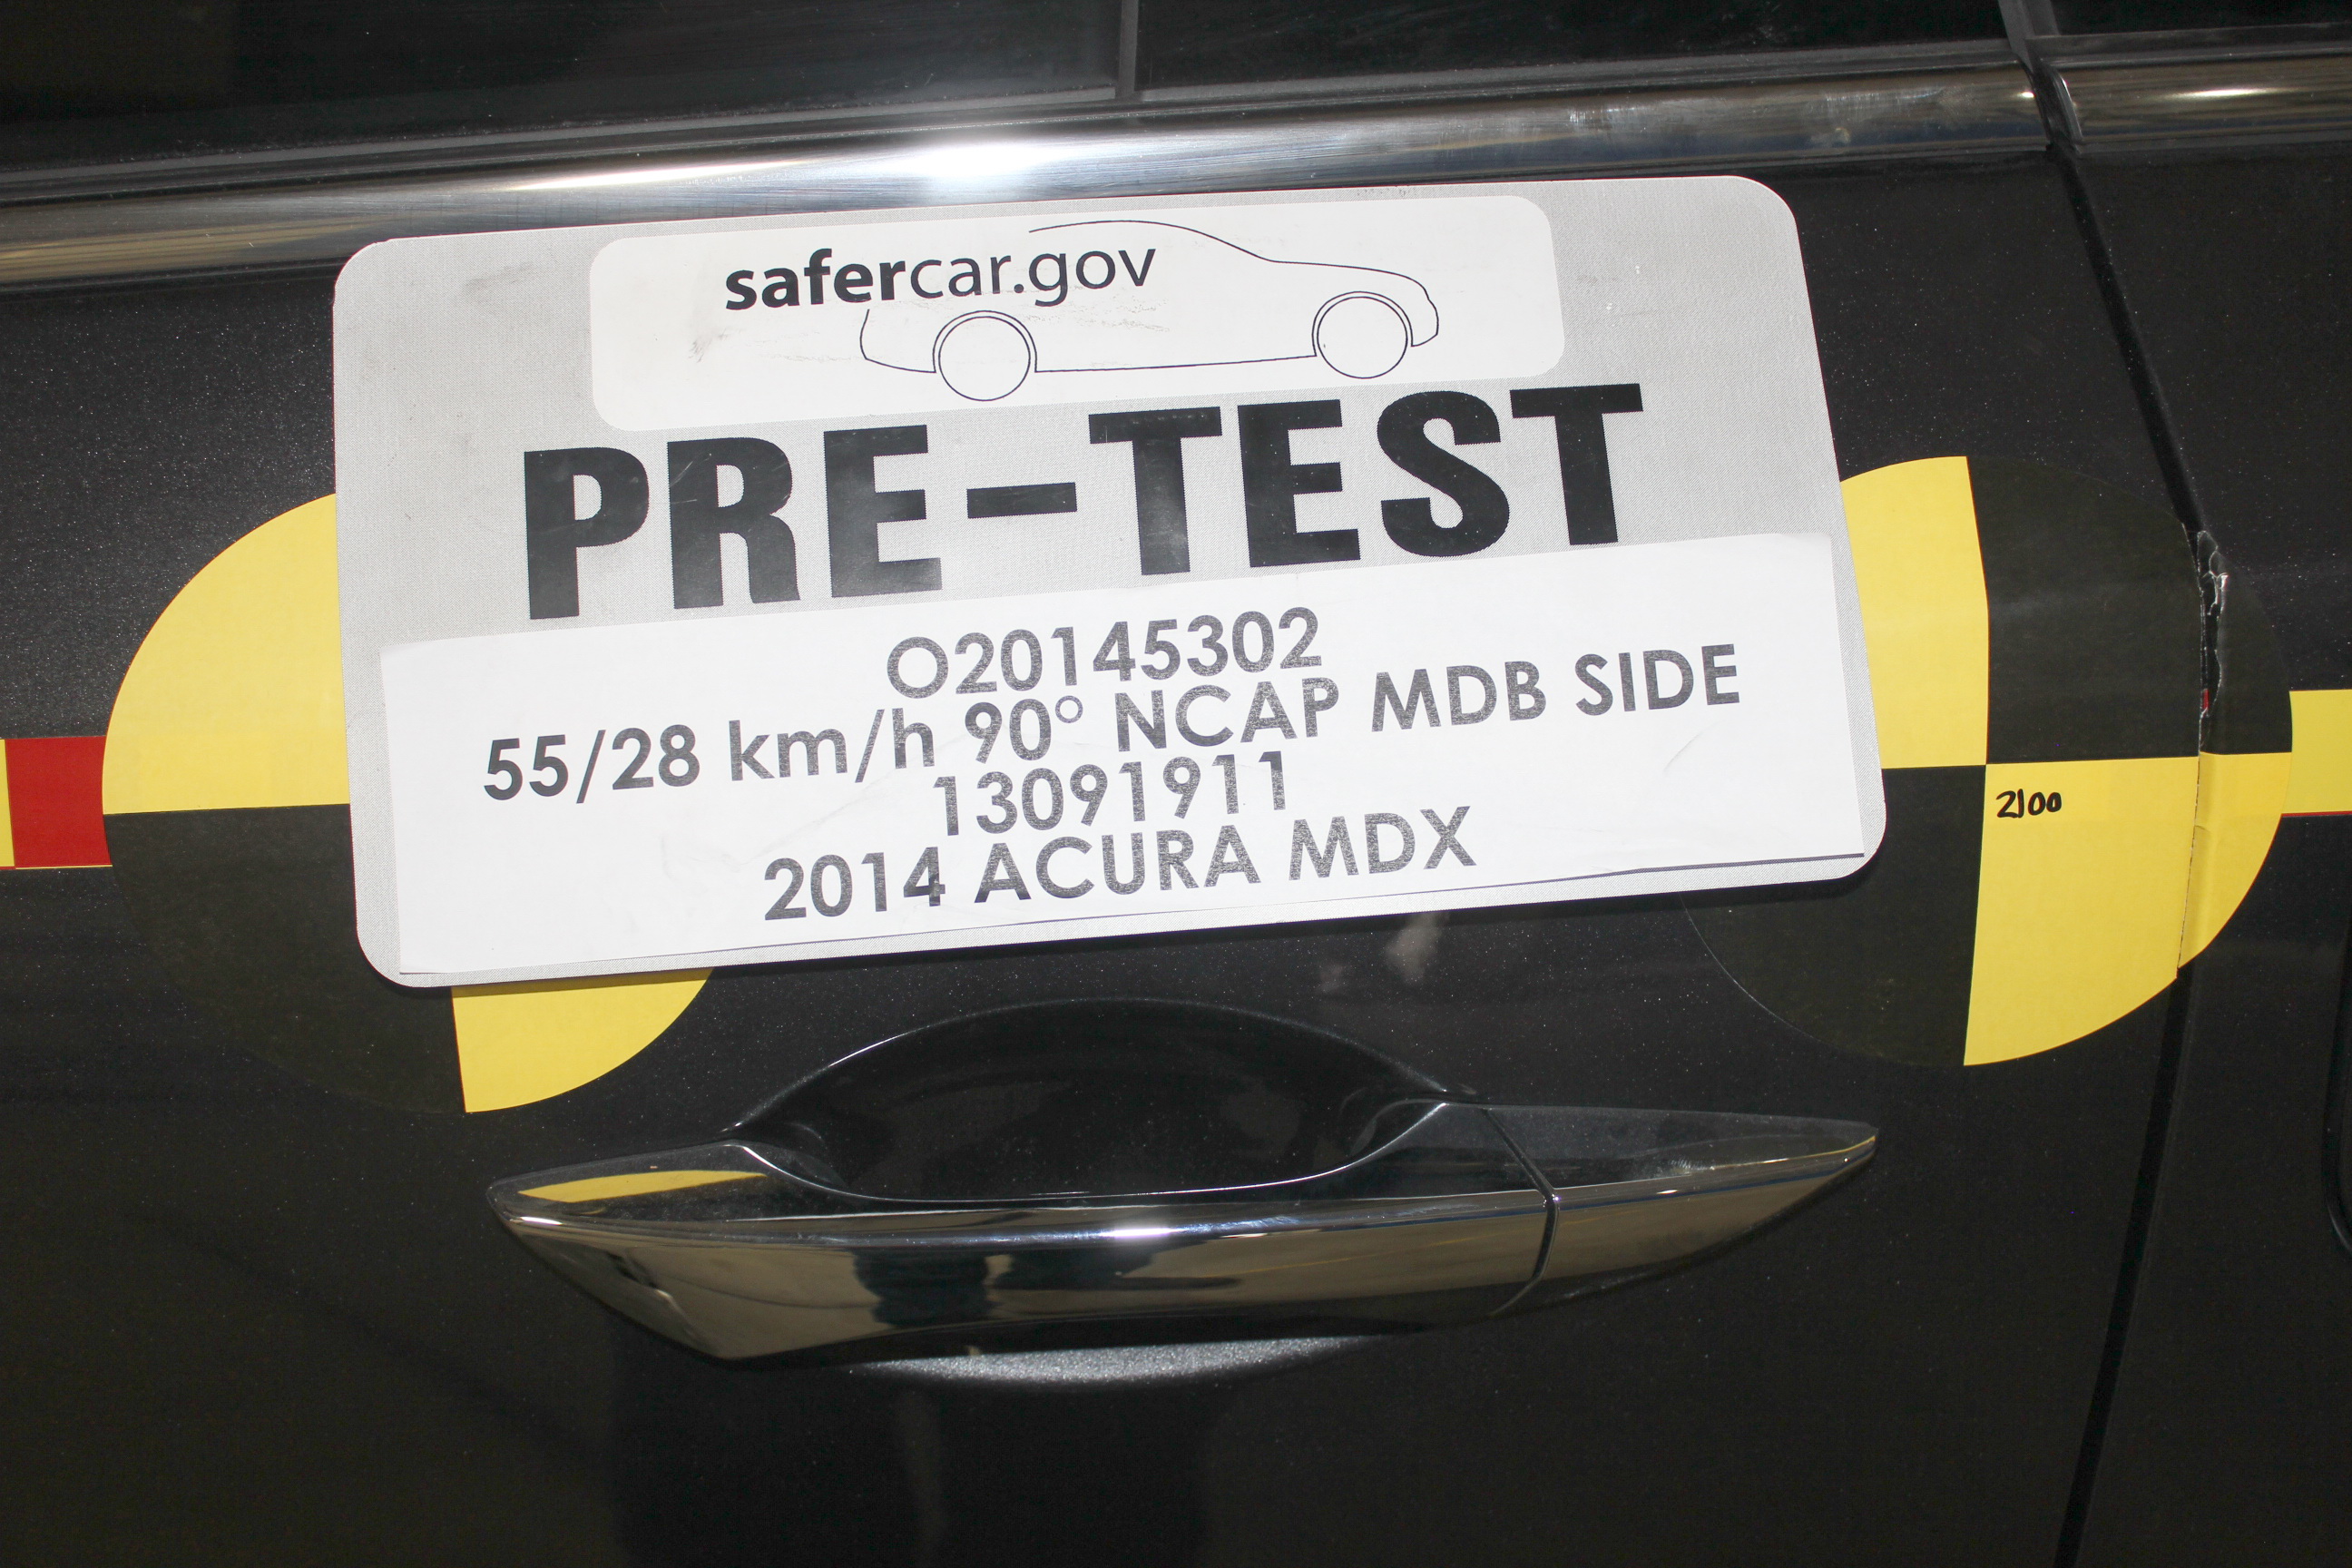 safercar.gov
PRE-TEST
O20145302
55/28 km/h 90° NCAP MDB SIDE
13091911
2014 ACURA MDX
2100